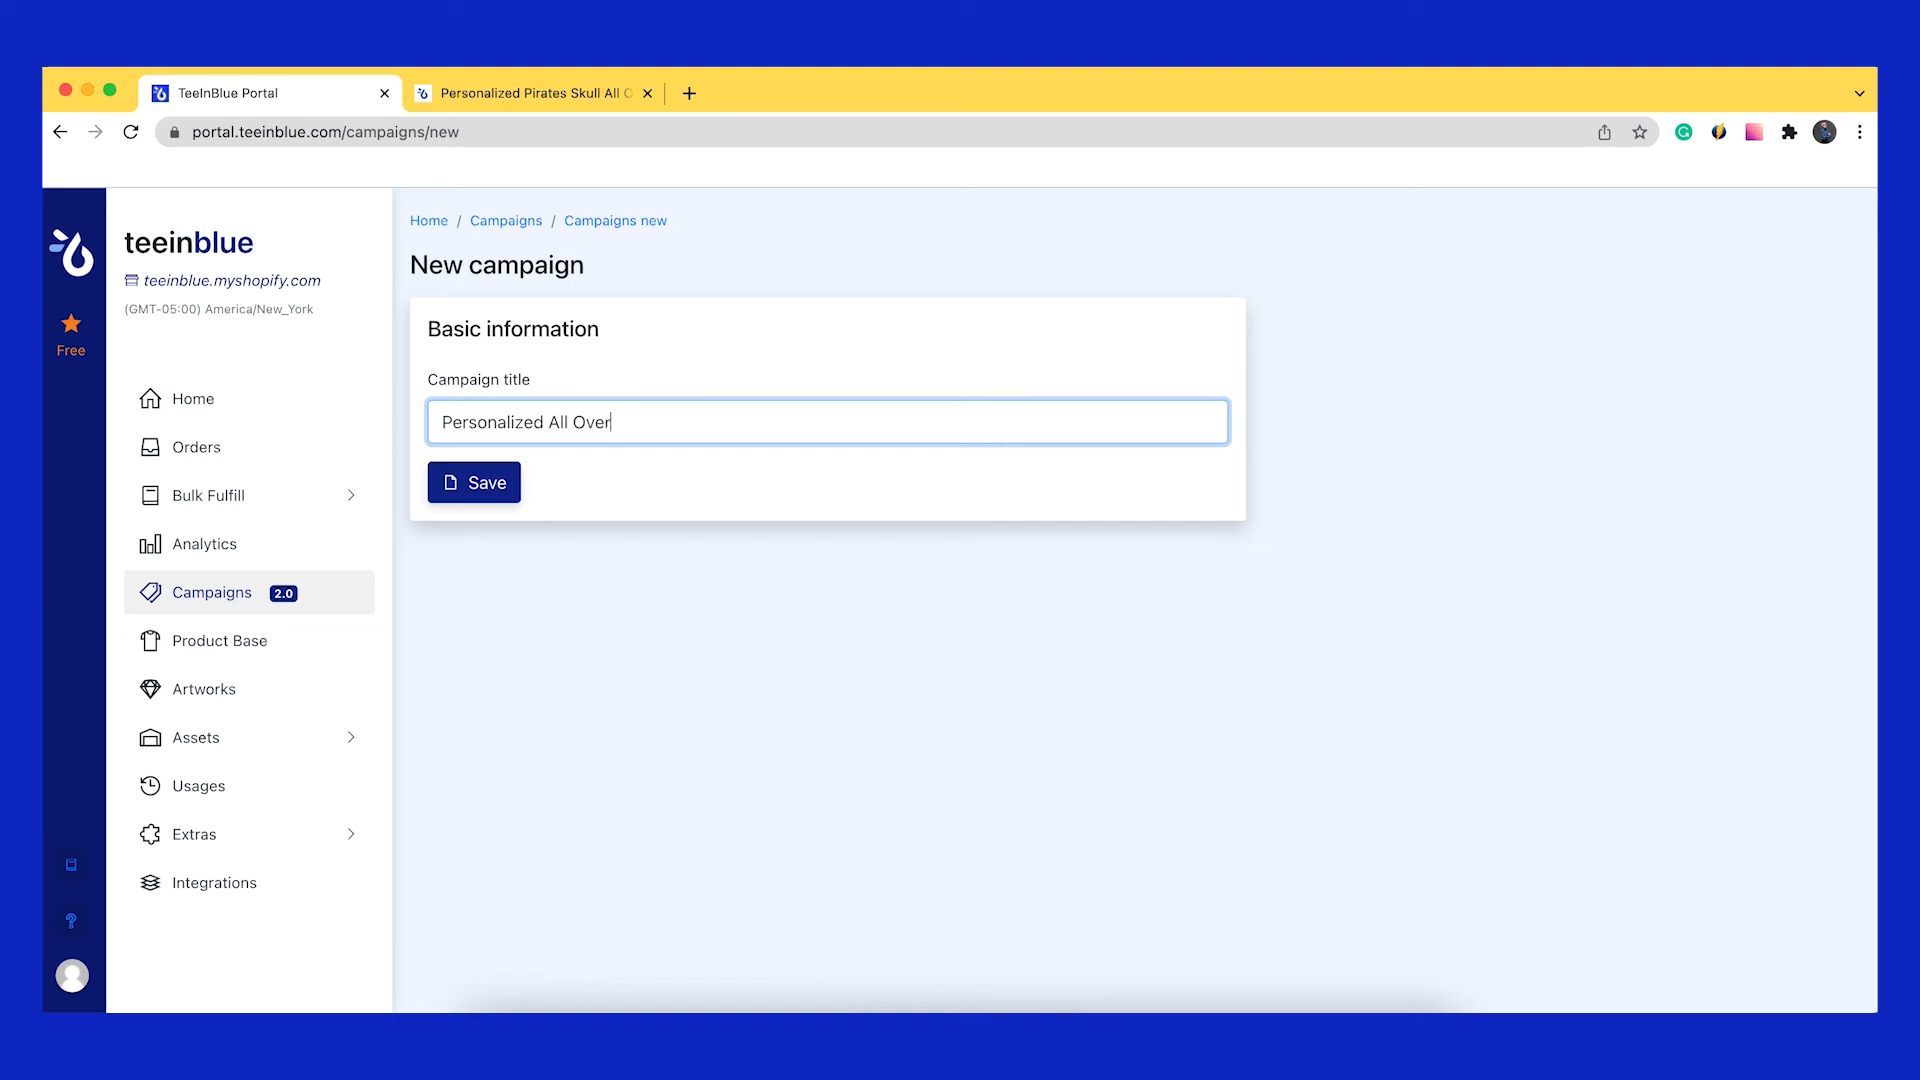 TeeInBlue Portal
Personalized Pirates Skull All O
portal.teeinblue.com/campaigns/new
teeinblue
teeinblue.myshopify.com
(GMT-05:00) America/New_York
Free
Home
Orders
Bulk Fulfill
Analytics
Campaigns 2.0
Product Base
Artworks
Assets
Usages
Extras
Integrations
Home / Campaigns / Campaigns new
New campaign
Basic information
Campaign title
Personalized All Over
Save